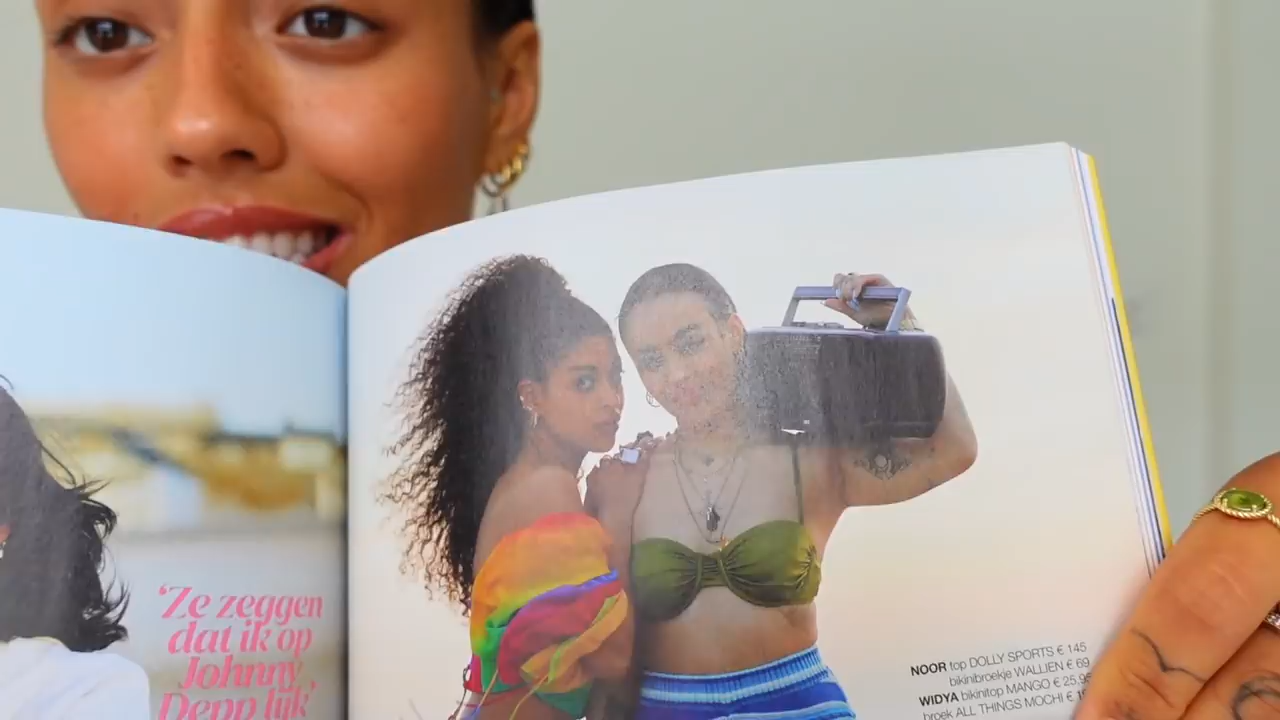 'Ze zeggen
dat ik op
Johnny
Depp lijk'
NOOR top DOLLY SPORTS € 145
bikinibroekje WALLIEN € 69
WIDYA bikinitop MANGO € 25,95
broek ALL THINGS MOCHI €